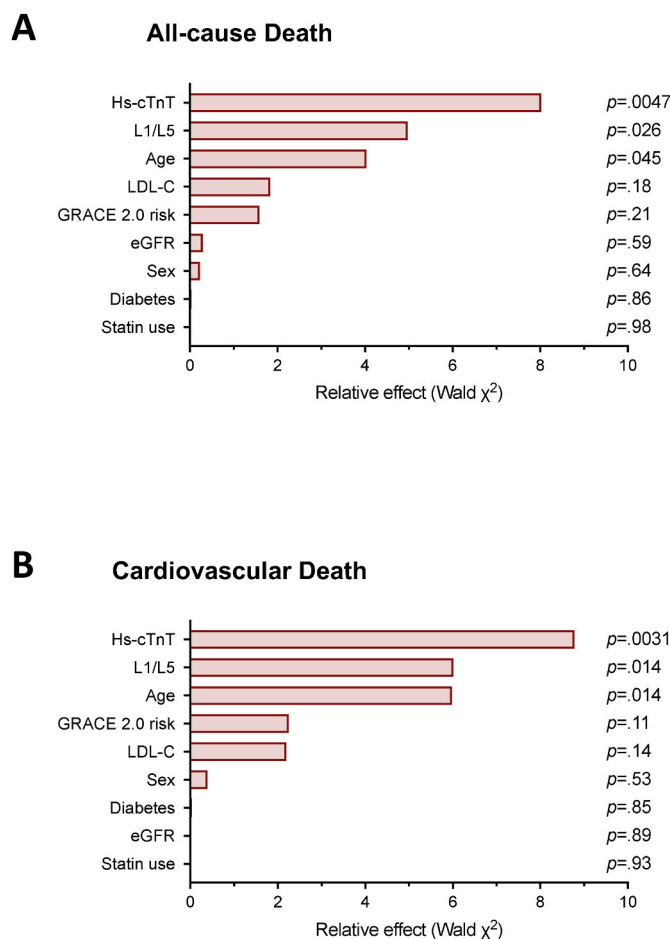 A
All-cause Death
Hs-cTnT p=.0047
L1/L5 p=.026
Age p=.045
LDL-C p=.18
GRACE 2.0 risk p=.21
eGFR p=.59
Sex p=.64
Diabetes p=.86
Statin use p=.98
0 2 4 6 8 10
Relative effect (Wald χ²)
B
Cardiovascular Death
Hs-cTnT p=.0031
L1/L5 p=.014
Age p=.014
GRACE 2.0 risk p=.11
LDL-C p=.14
Sex p=.53
Diabetes p=.85
eGFR p=.89
Statin use p=.93
0 2 4 6 8 10
Relative effect (Wald χ²)